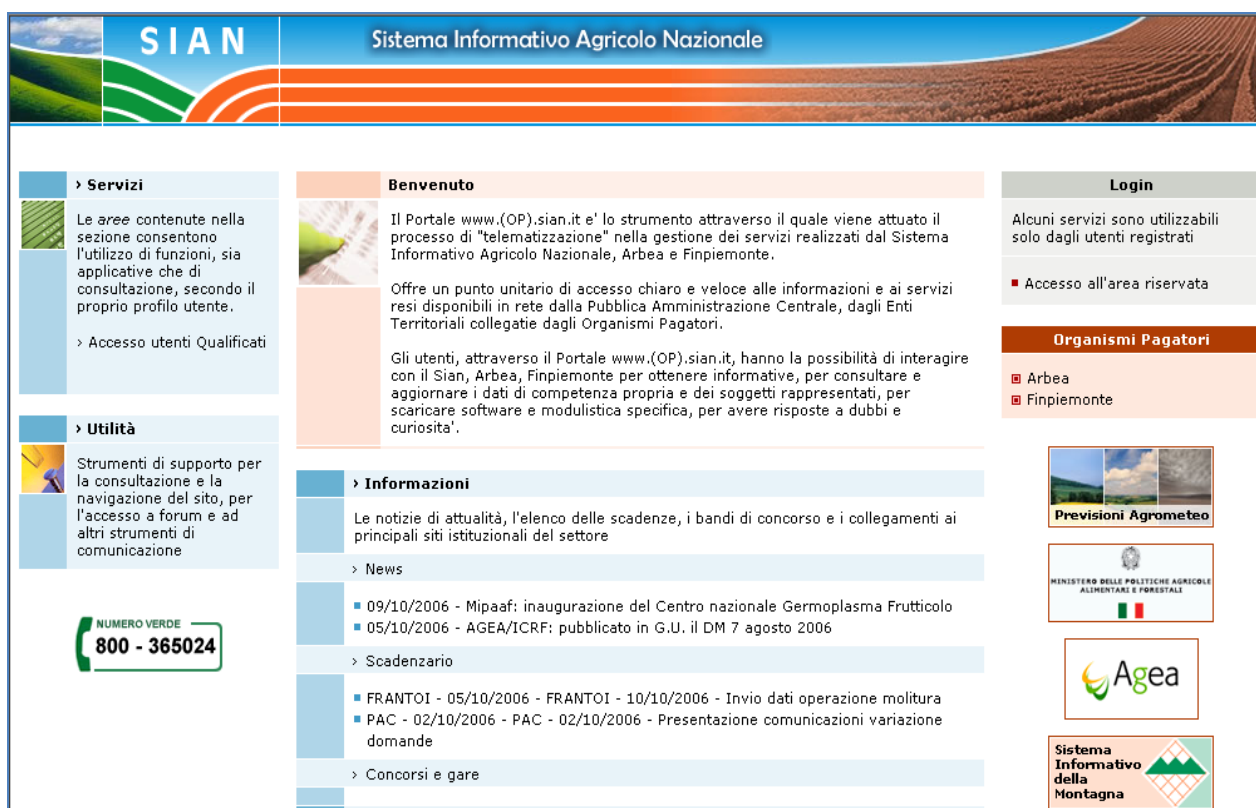 SIAN
Sistema Informativo Agricolo Nazionale
› Servizi
Le aree contenute nella
sezione consentono
l'utilizzo di funzioni, sia
applicative che di
consultazione, secondo il
proprio profilo utente.
› Accesso utenti Qualificati
› Utilità
Strumenti di supporto per
la consultazione e la
navigazione del sito, per
l'accesso a forum e ad
altri strumenti di
comunicazione
NUMERO VERDE
800 - 365024
Benvenuto
Il Portale www.(OP).sian.it e' lo strumento attraverso il quale viene attuato il
processo di "telematizzazione" nella gestione dei servizi realizzati dal Sistema
Informativo Agricolo Nazionale, Arbea e Finpiemonte.
Offre un punto unitario di accesso chiaro e veloce alle informazioni e ai servizi
resi disponibili in rete dalla Pubblica Amministrazione Centrale, dagli Enti
Territoriali collegatie dagli Organismi Pagatori.
Gli utenti, attraverso il Portale www.(OP).sian.it, hanno la possibilità di interagire
con il Sian, Arbea, Finpiemonte per ottenere informative, per consultare e
aggiornare i dati di competenza propria e dei soggetti rappresentati, per
scaricare software e modulistica specifica, per avere risposte a dubbi e
curiosita'.
› Informazioni
Le notizie di attualità, l'elenco delle scadenze, i bandi di concorso e i collegamenti ai
principali siti istituzionali del settore
› News
09/10/2006 - Mipaaf: inaugurazione del Centro nazionale Germoplasma Frutticolo
05/10/2006 - AGEA/ICRF: pubblicato in G.U. il DM 7 agosto 2006
› Scadenzario
FRANTOI - 05/10/2006 - FRANTOI - 10/10/2006 - Invio dati operazione molitura
PAC - 02/10/2006 - PAC - 02/10/2006 - Presentazione comunicazioni variazione
domande
› Concorsi e gare
Login
Alcuni servizi sono utilizzabili
solo dagli utenti registrati
Accesso all'area riservata
Organismi Pagatori
Arbea
Finpiemonte
Previsioni Agrometeo
MINISTERO DELLE POLITICHE AGRICOLE
ALIMENTARI E FORESTALI
Agea
Sistema
Informativo
della
Montagna